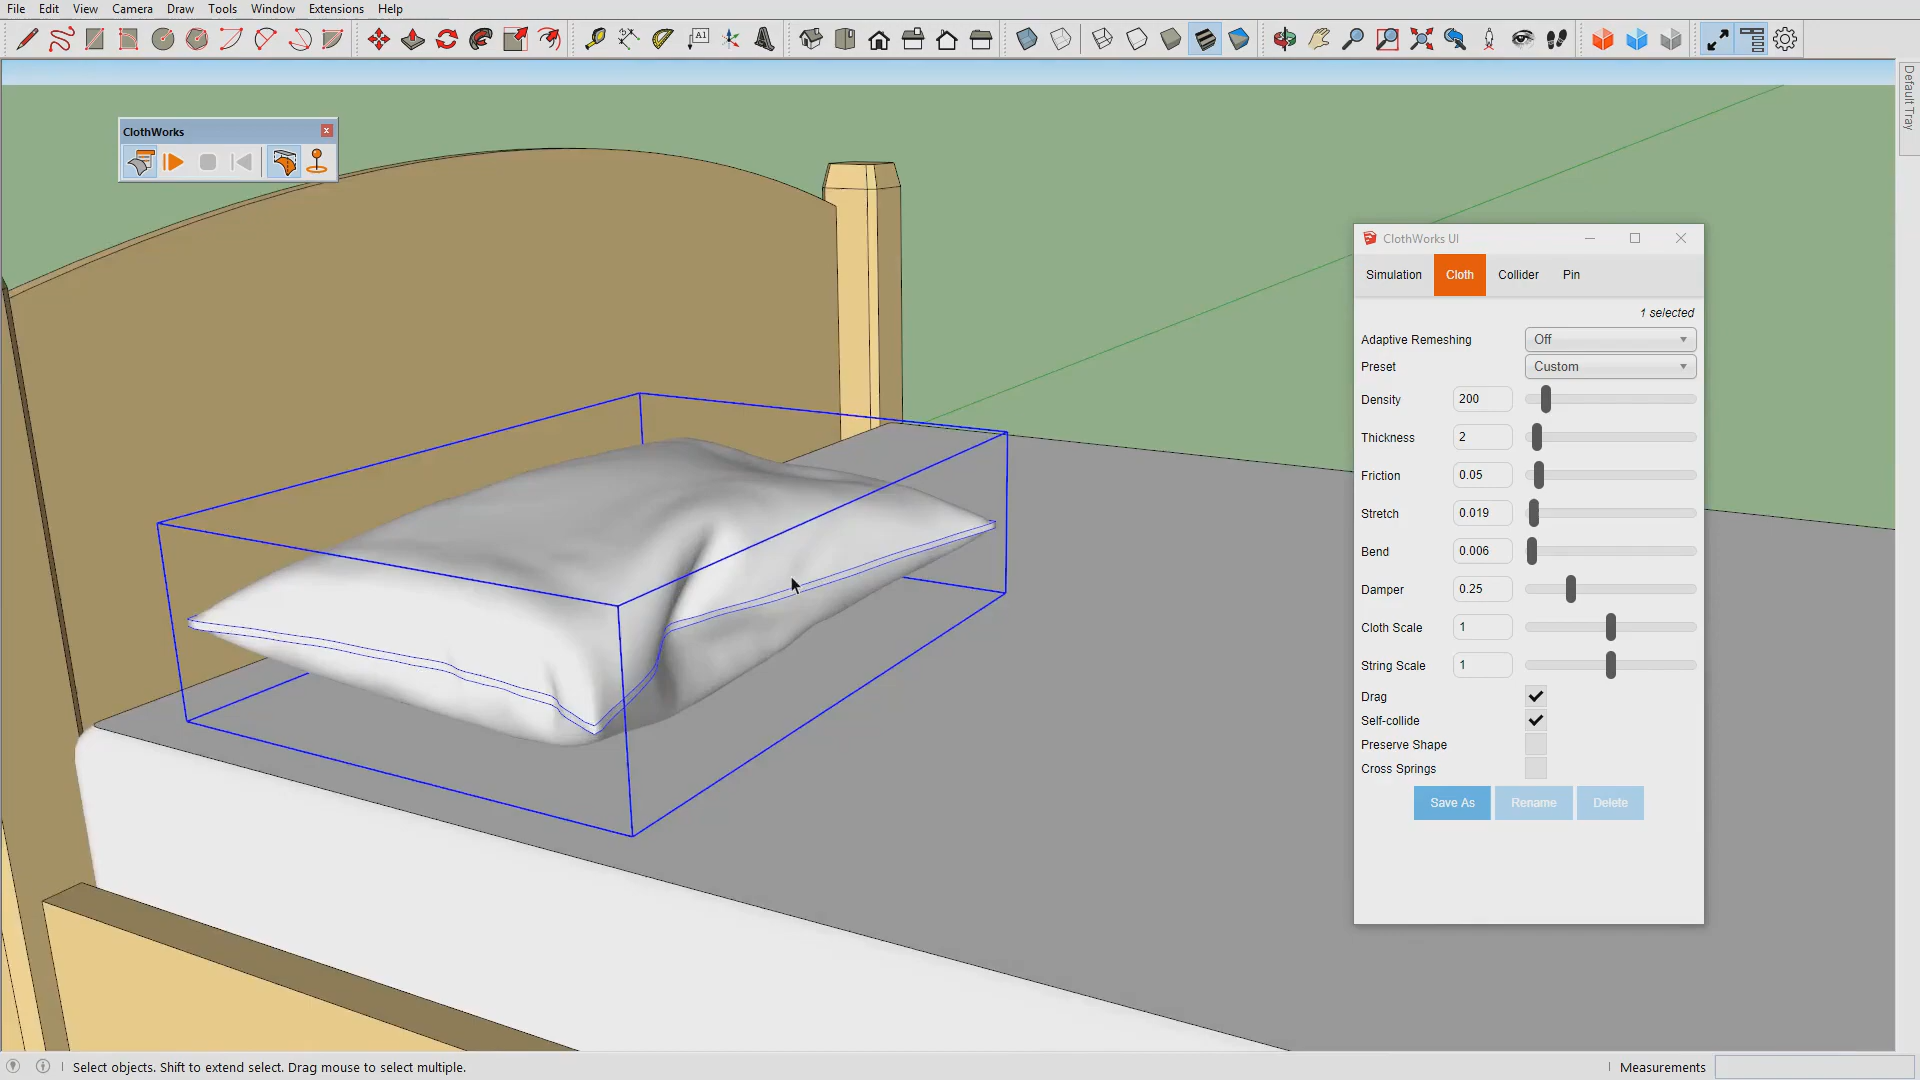 File Edit View Camera Draw Tools Window Extensions Help
A1
Default Tray
ClothWorks
ClothWorks UI
Simulation Cloth Collider Pin
1 selected
Adaptive Remeshing Off
Preset Custom
Density 200
Thickness 2
Friction 0.05
Stretch 0.019
Bend 0.006
Damper 0.25
Cloth Scale 1
String Scale 1
Drag
Self-collide
Preserve Shape
Cross Springs
Save As Rename Delete
Select objects. Shift to extend select. Drag mouse to select multiple.
Measurements